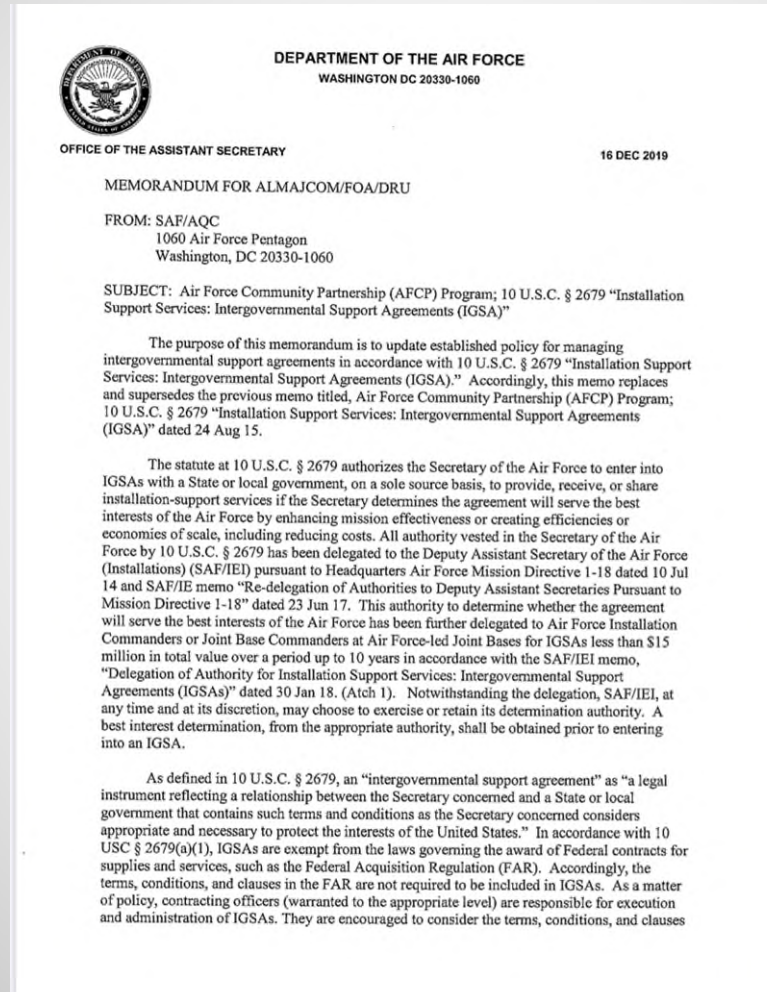 DEPARTMENT OF DEFENSE
UNITED STATES OF AMERICA
DEPARTMENT OF THE AIR FORCE
WASHINGTON DC 20330-1060
OFFICE OF THE ASSISTANT SECRETARY
16 DEC 2019
MEMORANDUM FOR ALMAJCOM/FOA/DRU
FROM: SAF/AQC
1060 Air Force Pentagon
Washington, DC 20330-1060
SUBJECT: Air Force Community Partnership (AFCP) Program; 10 U.S.C. § 2679 “Installation
Support Services: Intergovernmental Support Agreements (IGSA)”
The purpose of this memorandum is to update established policy for managing
intergovernmental support agreements in accordance with 10 U.S.C. § 2679 “Installation Support
Services: Intergovernmental Support Agreements (IGSA).” Accordingly, this memo replaces
and supersedes the previous memo titled, Air Force Community Partnership (AFCP) Program;
10 U.S.C. § 2679 “Installation Support Services: Intergovernmental Support Agreements
(IGSA)” dated 24 Aug 15.
The statute at 10 U.S.C. § 2679 authorizes the Secretary of the Air Force to enter into
IGSAs with a State or local government, on a sole source basis, to provide, receive, or share
installation-support services if the Secretary determines the agreement will serve the best
interests of the Air Force by enhancing mission effectiveness or creating efficiencies or
economies of scale, including reducing costs. All authority vested in the Secretary of the Air
Force by 10 U.S.C. § 2679 has been delegated to the Deputy Assistant Secretary of the Air Force
(Installations) (SAF/IEI) pursuant to Headquarters Air Force Mission Directive 1-18 dated 10 Jul
14 and SAF/IE memo “Re-delegation of Authorities to Deputy Assistant Secretaries Pursuant to
Mission Directive 1-18” dated 23 Jun 17. This authority to determine whether the agreement
will serve the best interests of the Air Force has been further delegated to Air Force Installation
Commanders or Joint Base Commanders at Air Force-led Joint Bases for IGSAs less than $15
million in total value over a period up to 10 years in accordance with the SAF/IEI memo,
“Delegation of Authority for Installation Support Services: Intergovernmental Support
Agreements (IGSAs)” dated 30 Jan 18. (Atch 1). Notwithstanding the delegation, SAF/IEI, at
any time and at its discretion, may choose to exercise or retain its determination authority. A
best interest determination, from the appropriate authority, shall be obtained prior to entering
into an IGSA.
As defined in 10 U.S.C. § 2679, an “intergovernmental support agreement” as “a legal
instrument reflecting a relationship between the Secretary concerned and a State or local
government that contains such terms and conditions as the Secretary concerned considers
appropriate and necessary to protect the interests of the United States.” In accordance with 10
USC § 2679(a)(1), IGSAs are exempt from the laws governing the award of Federal contracts for
supplies and services, such as the Federal Acquisition Regulation (FAR). Accordingly, the
terms, conditions, and clauses in the FAR are not required to be included in IGSAs. As a matter
of policy, contracting officers (warranted to the appropriate level) are responsible for execution
and administration of IGSAs. They are encouraged to consider the terms, conditions, and clauses